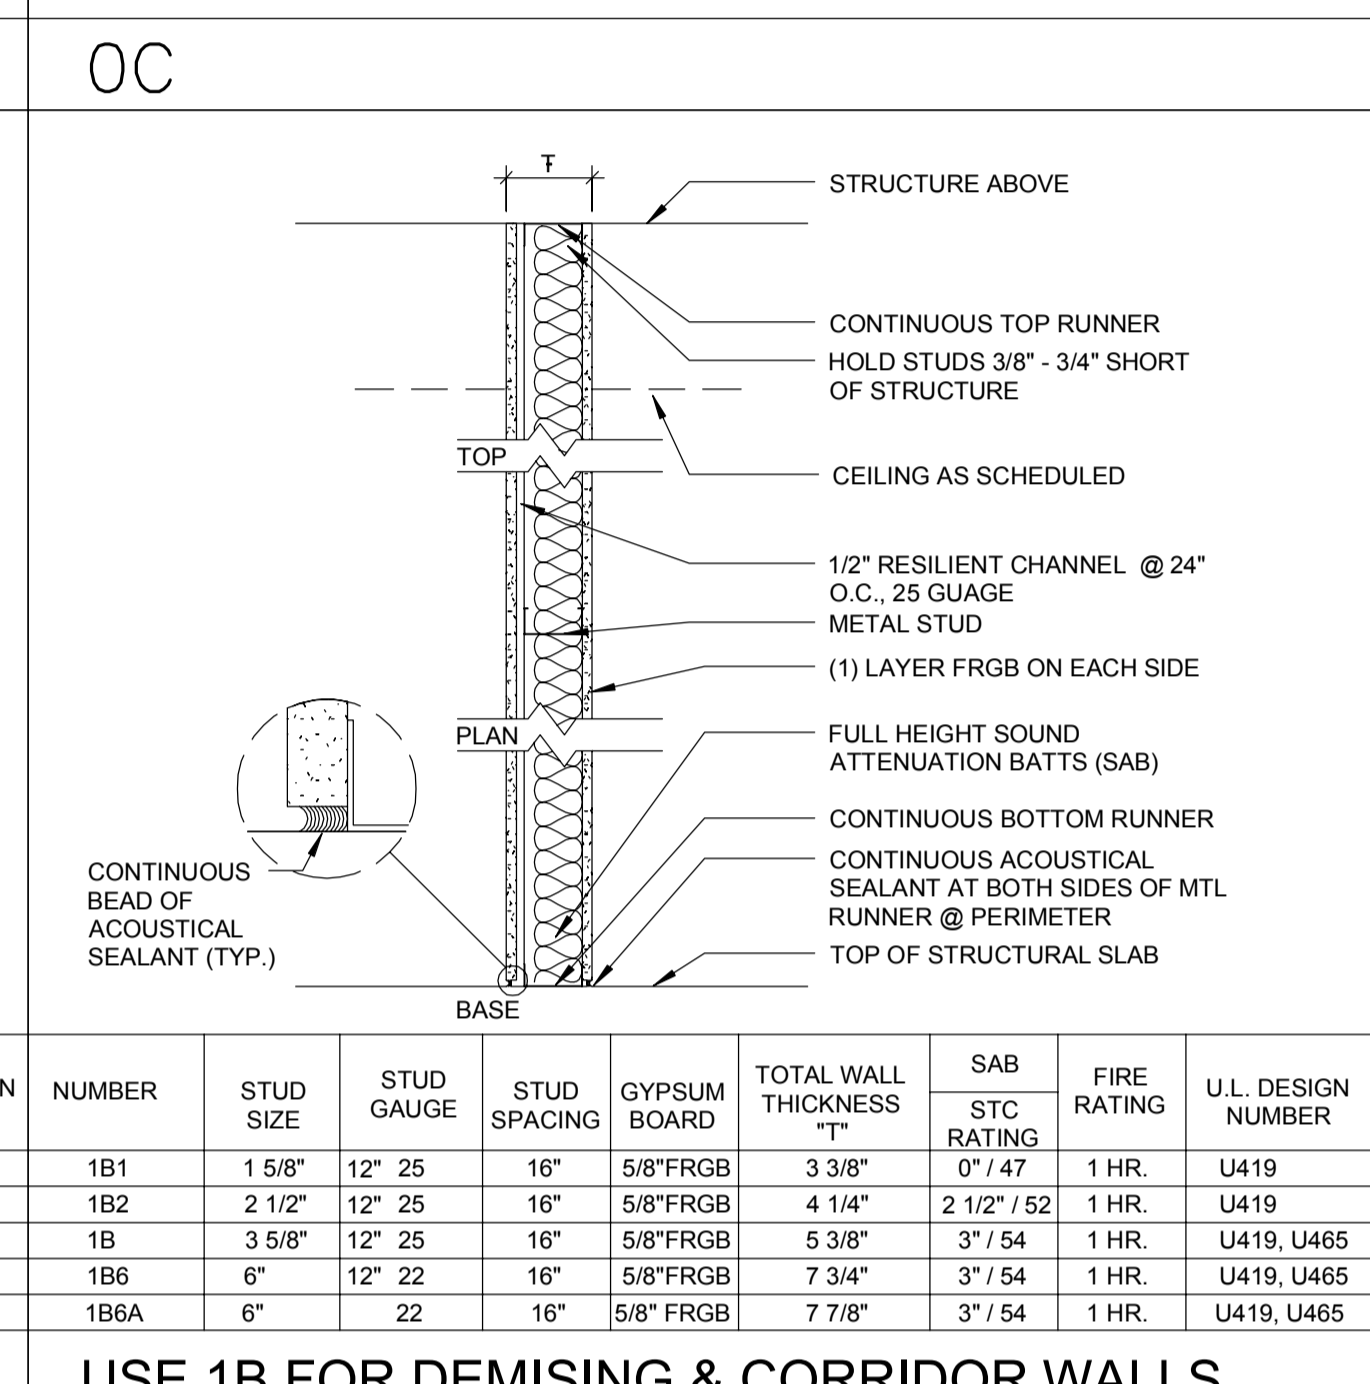 OC
T
STRUCTURE ABOVE
CONTINUOUS TOP RUNNER
HOLD STUDS 3/8" - 3/4" SHORT
OF STRUCTURE
TOP
CEILING AS SCHEDULED
1/2" RESILIENT CHANNEL @ 24"
O.C., 25 GUAGE
METAL STUD
(1) LAYER FRGB ON EACH SIDE
PLAN
FULL HEIGHT SOUND
ATTENUATION BATTS (SAB)
CONTINUOUS BOTTOM RUNNER
CONTINUOUS ACOUSTICAL
SEALANT AT BOTH SIDES OF MTL
RUNNER @ PERIMETER
TOP OF STRUCTURAL SLAB
CONTINUOUS
BEAD OF
ACOUSTICAL
SEALANT (TYP.)
BASE
N
NUMBER
STUD
SIZE
STUD
GAUGE
STUD
SPACING
GYPSUM
BOARD
TOTAL WALL
THICKNESS
"T"
SAB
STC
RATING
FIRE
RATING
U.L. DESIGN
NUMBER
1B1 1 5/8" 12" 25 16" 5/8"FRGB 3 3/8" 0" / 47 1 HR. U419
1B2 2 1/2" 12" 25 16" 5/8"FRGB 4 1/4" 2 1/2" / 52 1 HR. U419
1B 3 5/8" 12" 25 16" 5/8"FRGB 5 3/8" 3" / 54 1 HR. U419, U465
1B6 6" 12" 22 16" 5/8"FRGB 7 3/4" 3" / 54 1 HR. U419, U465
1B6A 6" 22 16" 5/8" FRGB 7 7/8" 3" / 54 1 HR. U419, U465
USE 1B FOR DEMISING & CORRIDOR WALLS